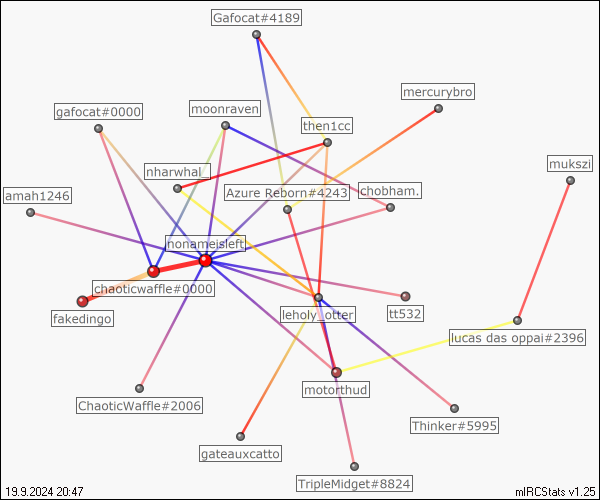 Gafocat#4189
mercurybro
moonraven
gafocat#0000
then1cc
mukszi
nharwhal_
Azure Reborn#4243
chobham.
amah1246
nonameisleft
chaoticwaffle#0000
leholy_otter
tt532
fakedingo
lucas das oppai#2396
motorthud
ChaoticWaffle#2006
Thinker#5995
gateauxcatto
TripleMidget#8824
19.9.2024 20:47
mIRCStats v1.25